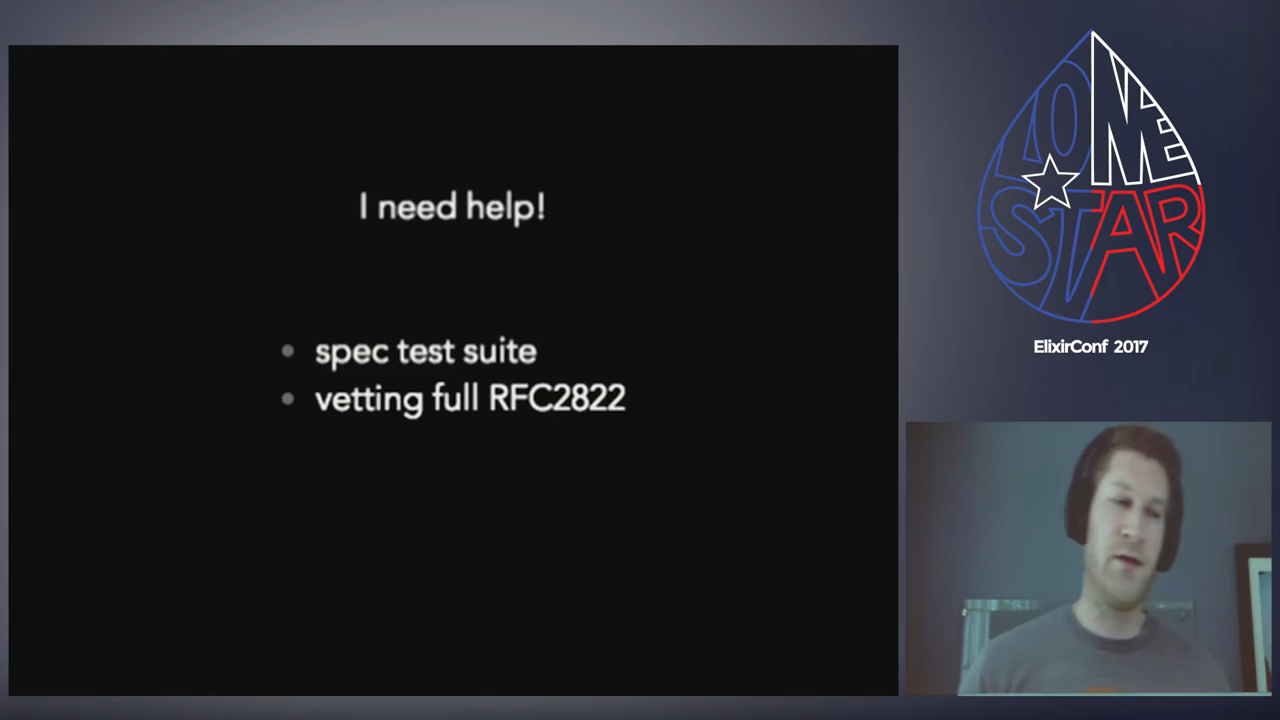 I need help!
spec test suite
vetting full RFC2822
LONE
STAR
ElixirConf 2017